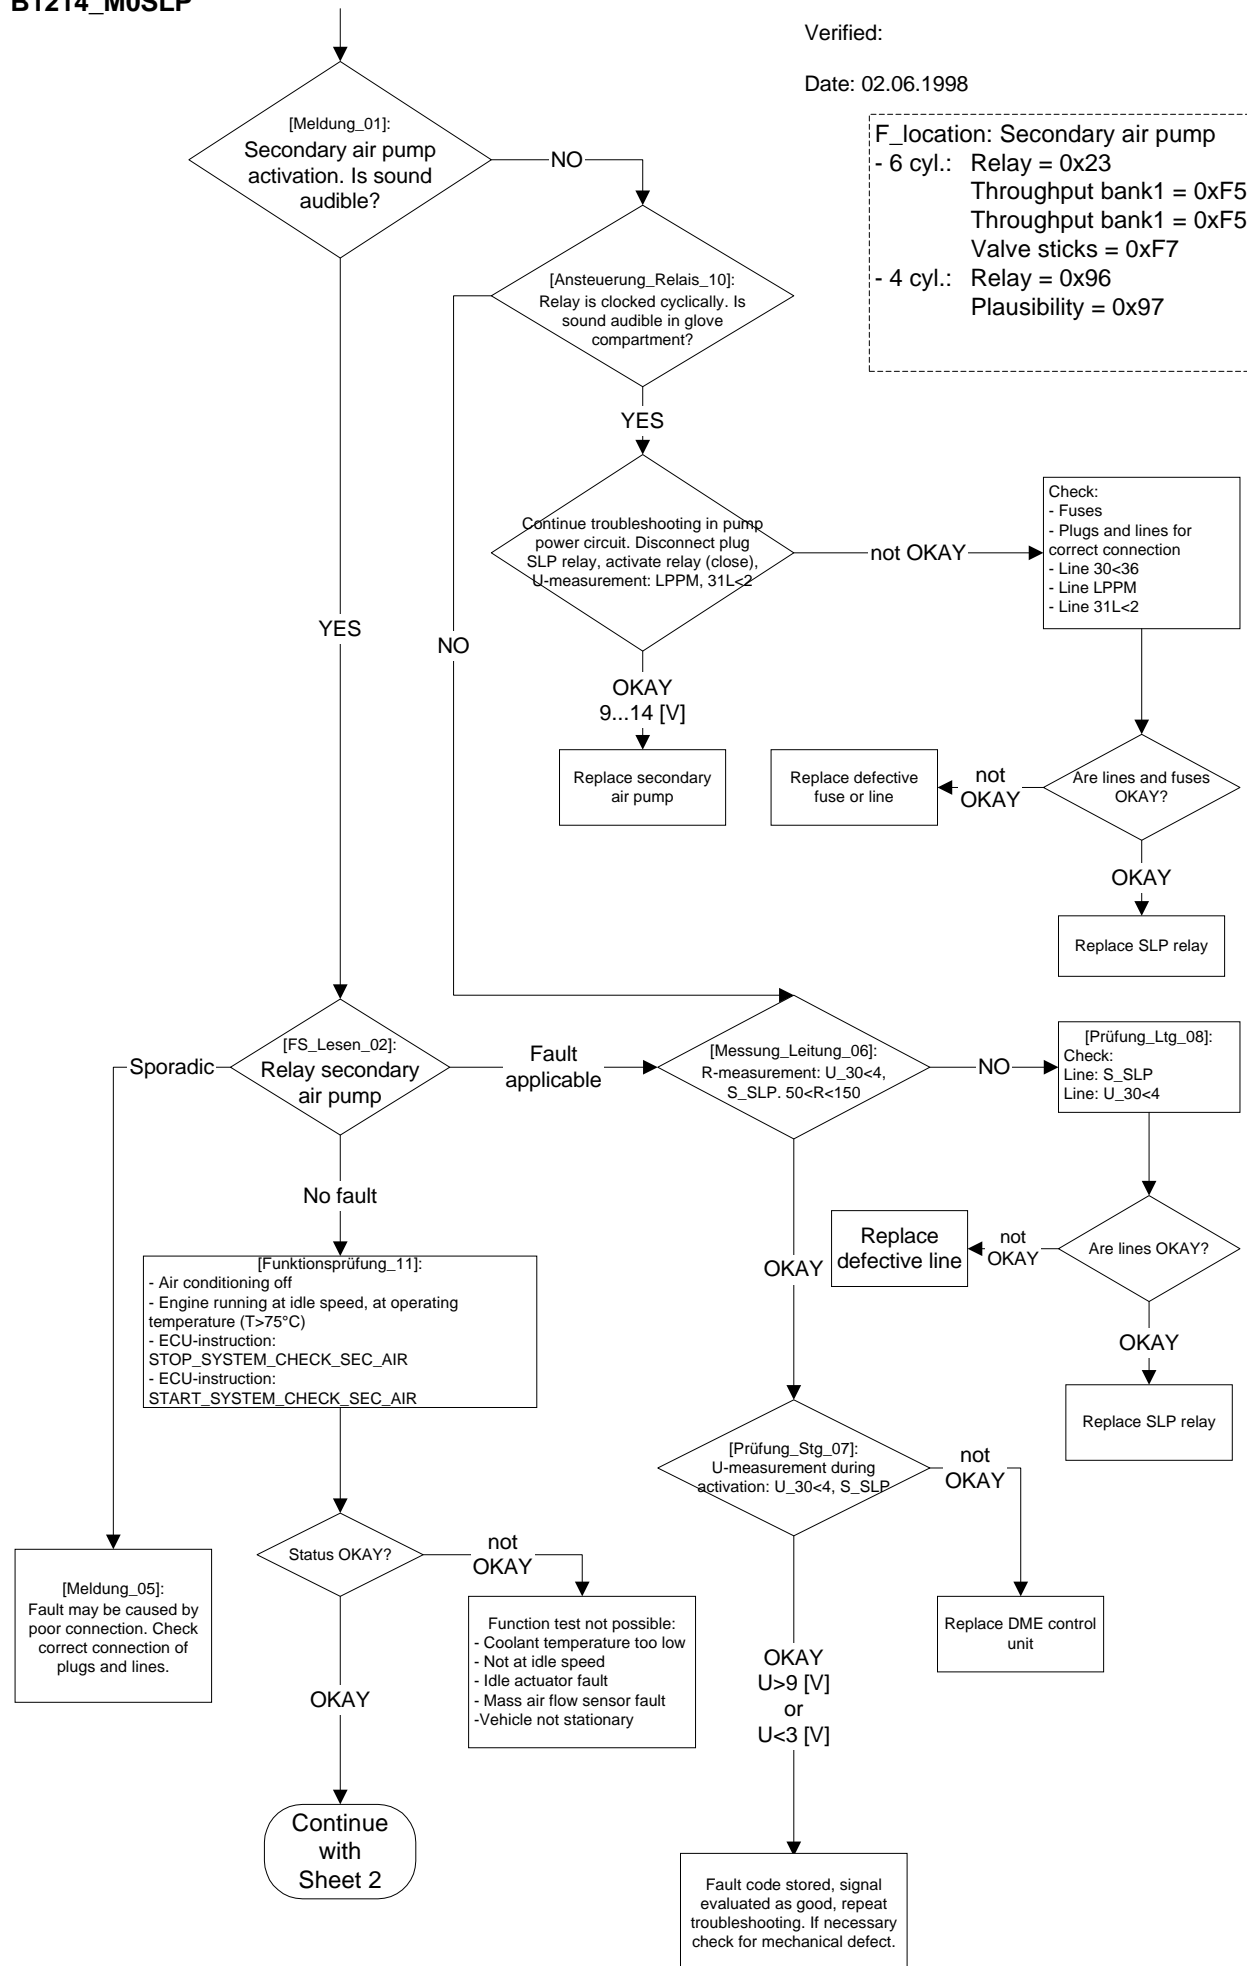 B1214_M0SLP
Verified:
Date: 02.06.1998
F_location: Secondary air pump
- 6 cyl.: Relay = 0x23
Throughput bank1 = 0xF5
Throughput bank1 = 0xF5
Valve sticks = 0xF7
- 4 cyl.: Relay = 0x96
Plausibility = 0x97
[Meldung_01]:
Secondary air pump
activation. Is sound
audible?
NO
[Ansteuerung_Relais_10]:
Relay is clocked cyclically. Is
sound audible in glove
compartment?
YES
Continue troubleshooting in pump
power circuit. Disconnect plug
SLP relay, activate relay (close),
U-measurement: LPPM, 31L<2
not OKAY
Check:
- Fuses
- Plugs and lines for
correct connection
- Line 30<36
- Line LPPM
- Line 31L<2
YES
NO
OKAY
9...14 [V]
Replace secondary
air pump
Replace defective
fuse or line
not
OKAY
Are lines and fuses
OKAY?
OKAY
Replace SLP relay
Sporadic
[FS_Lesen_02]:
Relay secondary
air pump
Fault
applicable
[Messung_Leitung_06]:
R-measurement: U_30<4,
S_SLP. 50<R<150
NO
[Prüfung_Ltg_08]:
Check:
Line: S_SLP
Line: U_30<4
No fault
[Funktionsprüfung_11]:
- Air conditioning off
- Engine running at idle speed, at operating
temperature (T>75°C)
- ECU-instruction:
STOP_SYSTEM_CHECK_SEC_AIR
- ECU-instruction:
START_SYSTEM_CHECK_SEC_AIR
OKAY
Replace
defective line
not
OKAY
Are lines OKAY?
OKAY
Replace SLP relay
[Prüfung_Stg_07]:
U-measurement during
activation: U_30<4, S_SLP
not
OKAY
Status OKAY?
not
OKAY
[Meldung_05]:
Fault may be caused by
poor connection. Check
correct connection of
plugs and lines.
Function test not possible:
- Coolant temperature too low
- Not at idle speed
- Idle actuator fault
- Mass air flow sensor fault
-Vehicle not stationary
Replace DME control
unit
OKAY
OKAY
U>9 [V]
or
U<3 [V]
Continue
with
Sheet 2
Fault code stored, signal
evaluated as good, repeat
troubleshooting. If necessary
check for mechanical defect.